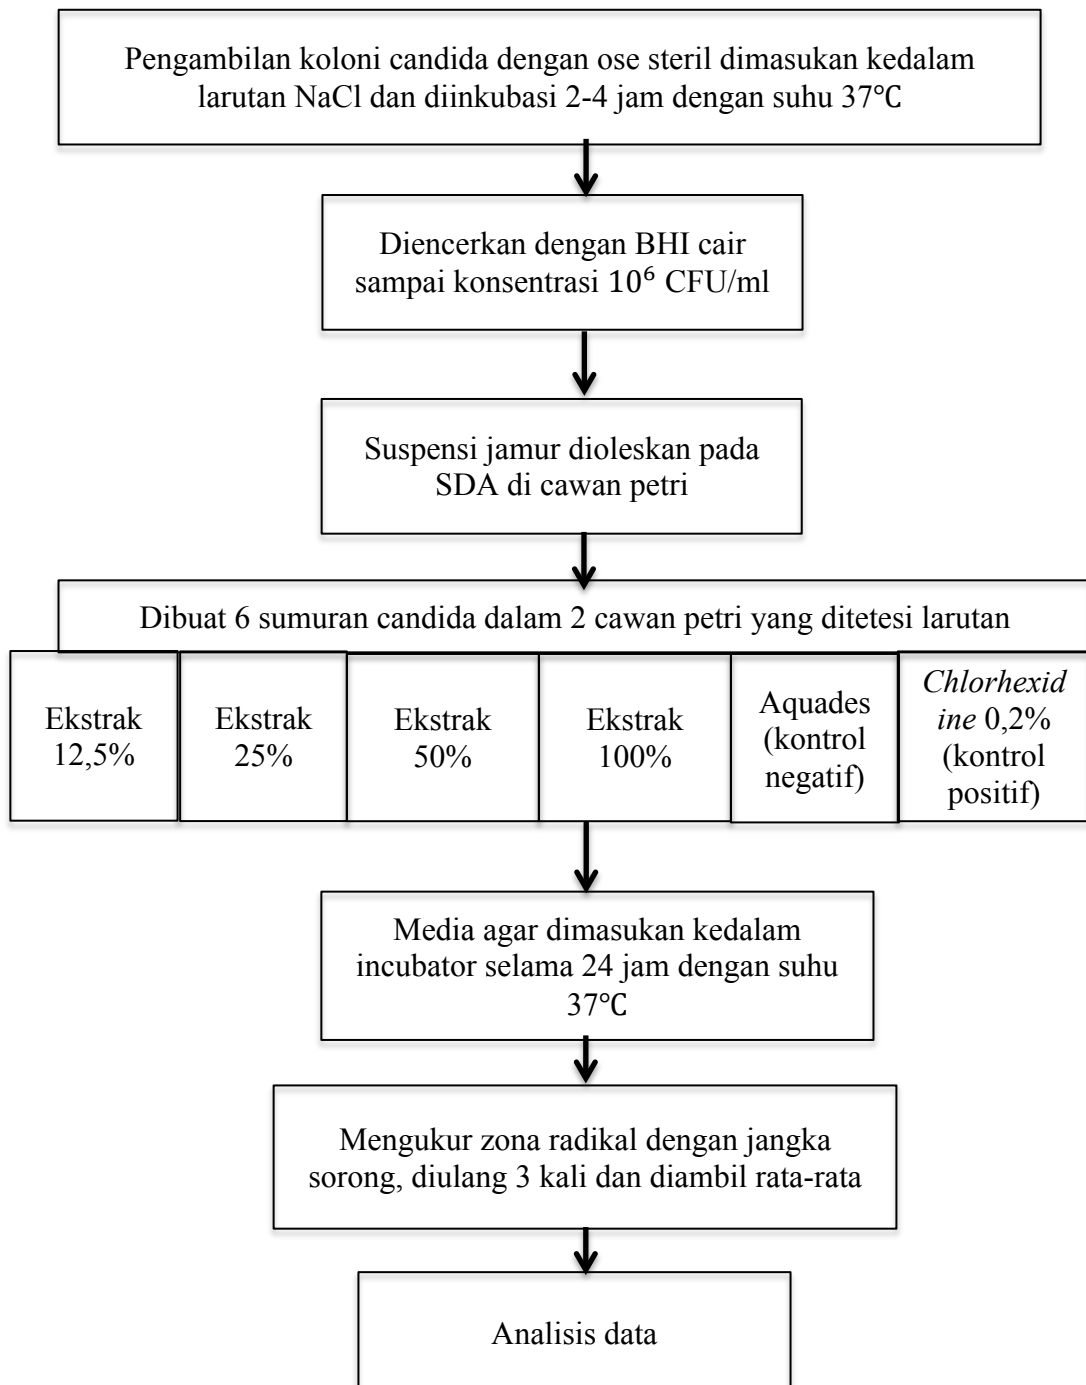 Pengambilan koloni candida dengan ose steril dimasukan kedalam
larutan NaCl dan diinkubasi 2-4 jam dengan suhu 37℃
Diencerkan dengan BHI cair
sampai konsentrasi 10⁶ CFU/ml
Suspensi jamur dioleskan pada
SDA di cawan petri
Dibuat 6 sumuran candida dalam 2 cawan petri yang ditetesi larutan
Ekstrak
12,5%
Ekstrak
25%
Ekstrak
50%
Ekstrak
100%
Aquades
(kontrol
negatif)
Chlorhexid
ine 0,2%
(kontrol
positif)
Media agar dimasukan kedalam
incubator selama 24 jam dengan suhu
37℃
Mengukur zona radikal dengan jangka
sorong, diulang 3 kali dan diambil rata-rata
Analisis data